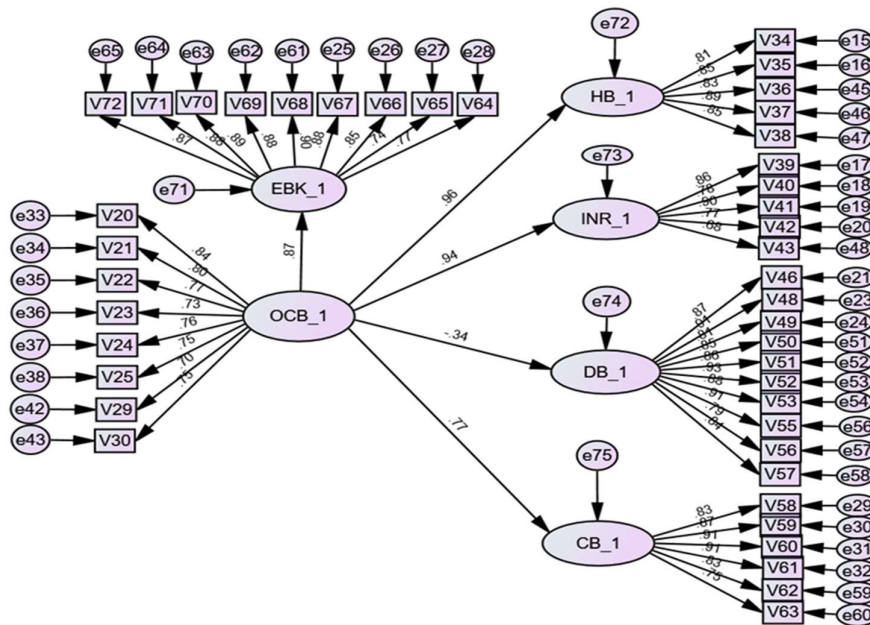 e72
e65 e64 e63 e62 e61 e25 e26 e27 e28
V72 V71 V70 V69 V68 V67 V66 V65 V64
.87 .88 .89 .88 .90 .88 .85 .74 .77
e71
EBK_1
.87
HB_1
.81 V34 e15
.85 V35 e16
.83 V36 e45
.89 V37 e46
.85 V38 e47
.96
e73
INR_1
.86 V39 e17
.78 V40 e18
.90 V41 e19
.77 V42 e20
.68 V43 e48
.94
e33 V20 .84
e34 V21 .80
e35 V22 .77
e36 V23 .73
e37 V24 .76
e38 V25 .75
e42 V29 .70
e43 V30 .75
OCB_1
-.34
e74
DB_1
.87 V46 e21
V48 e23
V49 e24
V50 e51
V51 e52
.93 V52 e53
.88 V53 e54
.91 V55 e56
.79 V56 e57
.84 V57 e58
.77
e75
CB_1
.83 V58 e29
.87 V59 e30
.91 V60 e31
.91 V61 e32
.83 V62 e59
.75 V63 e60